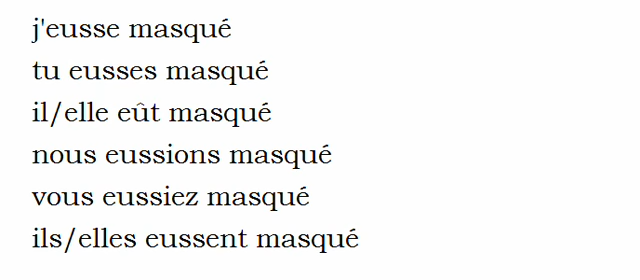 j'eusse masqué
tu eusses masqué
il/elle eût masqué
nous eussions masqué
vous eussiez masqué
ils/elles eussent masqué